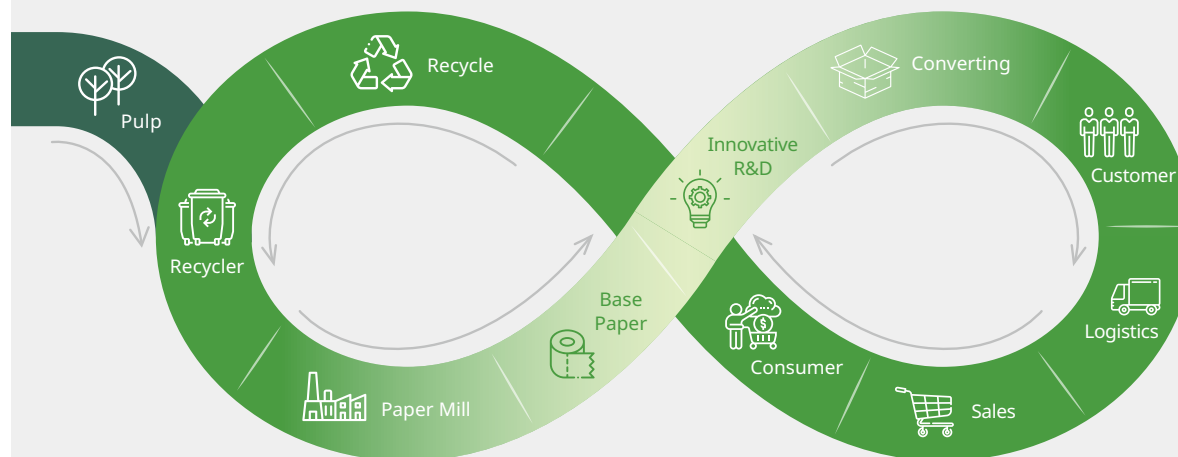 Pulp
Recycle
Recycler
Paper Mill
Base
Paper
Innovative
R&D
Converting
Customer
Logistics
Sales
Consumer
$